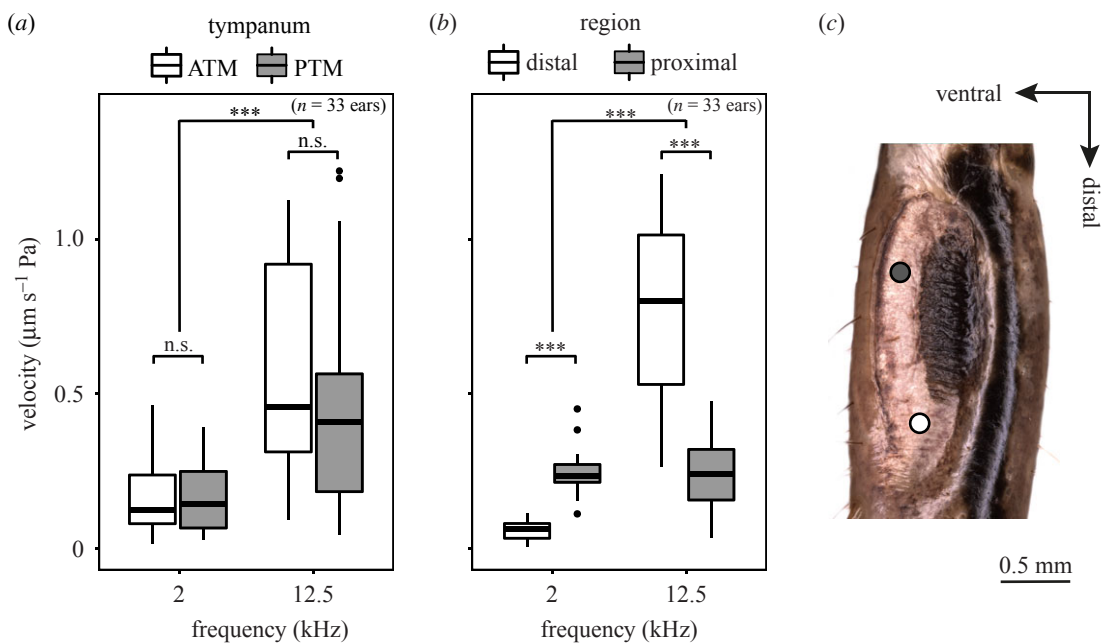 (a) tympanum
ATM PTM
(n = 33 ears)
***
n.s.
n.s.
1.0
0.5
0
velocity (μm s⁻¹ Pa)
2 12.5
frequency (kHz)
(b) region
distal proximal
(n = 33 ears)
***
***
***
2 12.5
frequency (kHz)
(c)
ventral
distal
0.5 mm